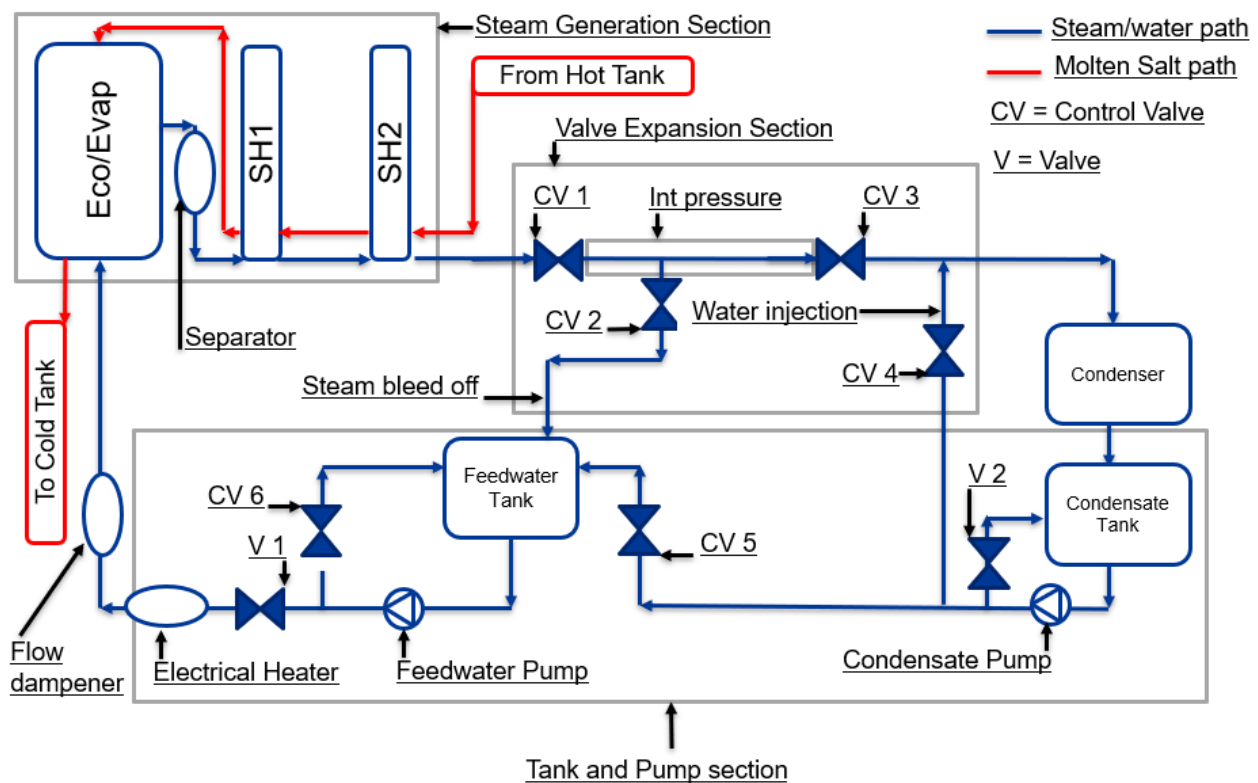 Steam Generation Section
Steam/water path
Molten Salt path
From Hot Tank
CV = Control Valve
Valve Expansion Section
V = Valve
Eco/Evap
SH1
SH2
CV 1
Int pressure
CV 3
CV 2
Water injection
Separator
CV 4
Condenser
Steam bleed off
To Cold Tank
Feedwater
Tank
CV 6
V 2
Condensate
Tank
V 1
CV 5
Flow
dampener
Electrical Heater
Feedwater Pump
Condensate Pump
Tank and Pump section